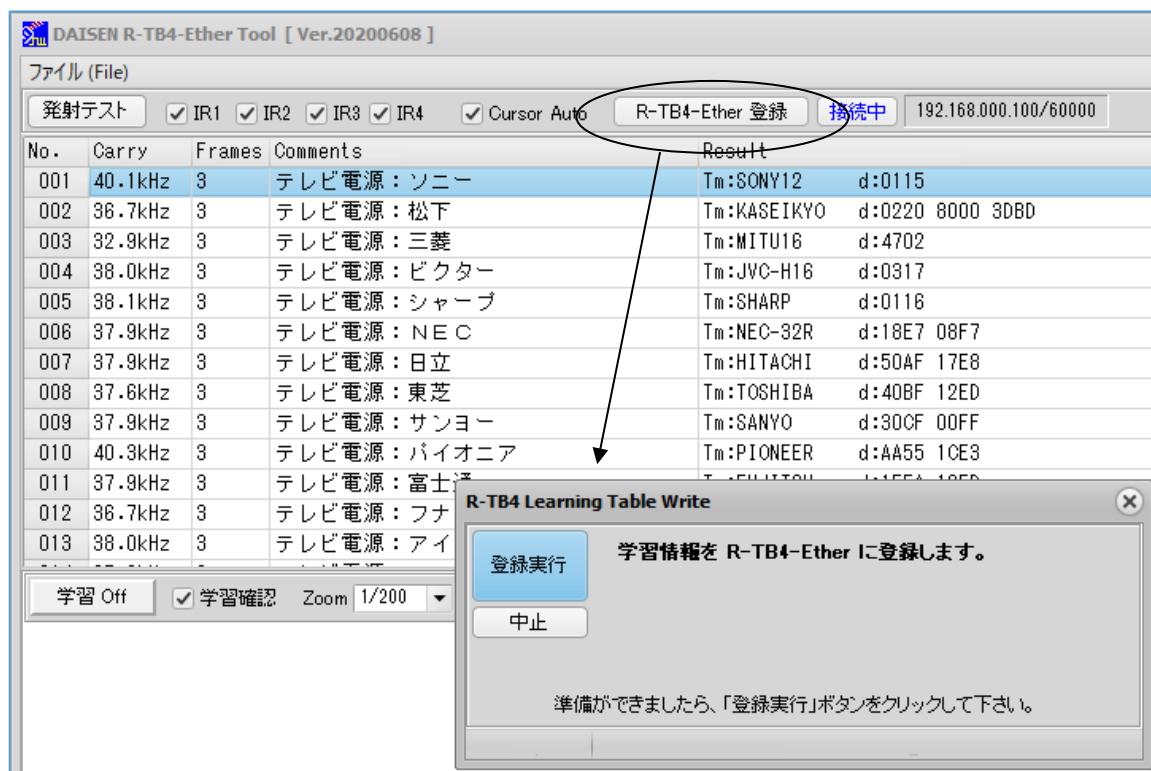 DAISEN R-TB4-Ether Tool [ Ver.20200608 ]
ファイル (File)
発射テスト IR1 IR2 IR3 IR4 Cursor Auto R-TB4-Ether 登録 接続中 192.168.000.100/60000
No. Carry Frames Comments Result
001 40.1kHz 3 テレビ電源：ソニー Tm:SONY12 d:0115
002 36.7kHz 3 テレビ電源：松下 Tm:KASEIKYO d:0220 8000 3DBD
003 32.9kHz 3 テレビ電源：三菱 Tm:MITU16 d:4702
004 38.0kHz 3 テレビ電源：ビクター Tm:JVC-H16 d:0317
005 38.1kHz 3 テレビ電源：シャープ Tm:SHARP d:0116
006 37.9kHz 3 テレビ電源：ＮＥＣ Tm:NEC-32R d:18E7 08F7
007 37.9kHz 3 テレビ電源：日立 Tm:HITACHI d:50AF 17E8
008 37.6kHz 3 テレビ電源：東芝 Tm:TOSHIBA d:40BF 12ED
009 37.9kHz 3 テレビ電源：サンヨー Tm:SANYO d:30CF 00FF
010 40.3kHz 3 テレビ電源：パイオニア Tm:PIONEER d:AA55 1CE3
011 37.9kHz 3 テレビ電源：富士
012 36.7kHz 3 テレビ電源：フナ
013 38.0kHz 3 テレビ電源：アイ
学習 Off 学習確認 Zoom 1/200
R-TB4 Learning Table Write
登録実行 学習情報を R-TB4-Ether に登録します。
中止
準備ができましたら、「登録実行」ボタンをクリックして下さい。